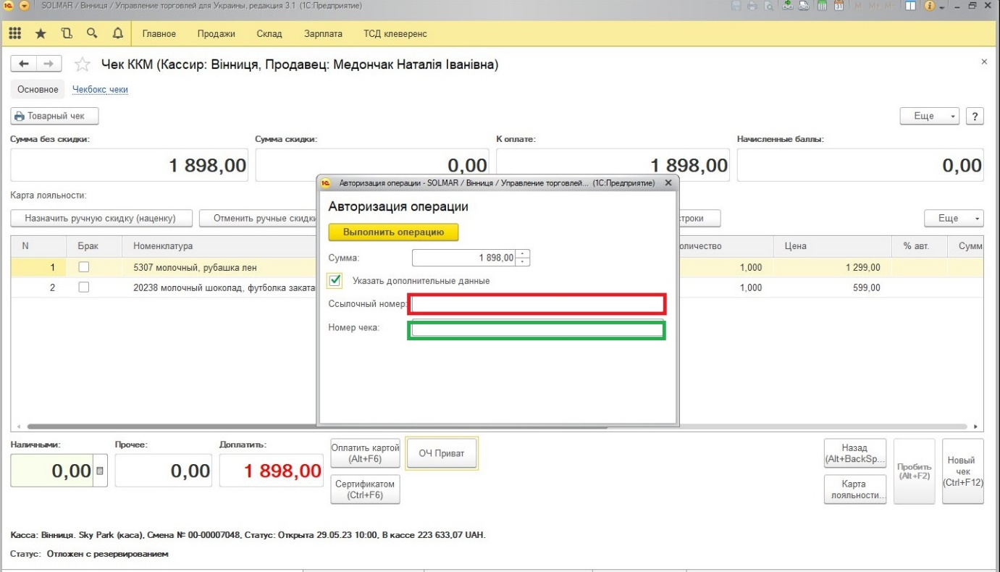 SOLMAR / Вінниця / Управление торговлей для Украины, редакция 3.1 (1С:Предприятие)
M M+ M-
Главное Продажи Склад Зарплата ТСД клеверенс
Чек ККМ (Кассир: Вінниця, Продавец: Медончак Наталія Іванівна)
Основное Чекбокс чеки
Товарный чек Еще ?
Сумма без скидки: Сумма скидки: К оплате: Начисленные баллы:
1 898,00 0,00 1 898,00 0,00
Авторизация операции - SOLMAR / Вінниця / Управление торговлей... (1С:Предприятие)
Карта лояльности:
Авторизация операции
Назначить ручную скидку (наценку) Отменить ручные скидки строки Еще
Выполнить операцию
N Брак Номенклатура оличество Цена % авт. Сумм
Сумма: 1 898,00
1 5307 молочный, рубашка лен 1,000 1 299,00
Указать дополнительные данные
2 20238 молочный шоколад, футболка заката 1,000 599,00
Ссылочный номер:
Номер чека:
Наличными: Прочее: Доплатить:
0,00 0,00 1 898,00
Оплатить картой
(Alt+F6)
ОЧ Приват
Сертификатом
(Ctrl+F6)
Назад
(Alt+BackSp...
Карта
лояльности...
Пробить
(Alt+F2)
Новый
чек
(Ctrl+F12)
Касса: Вінниця. Sky Park (каса), Смена № 00-00007048, Статус: Открыта 29.05.23 10:00, В кассе 223 633,07 UAH.
Статус: Отложен с резервированием